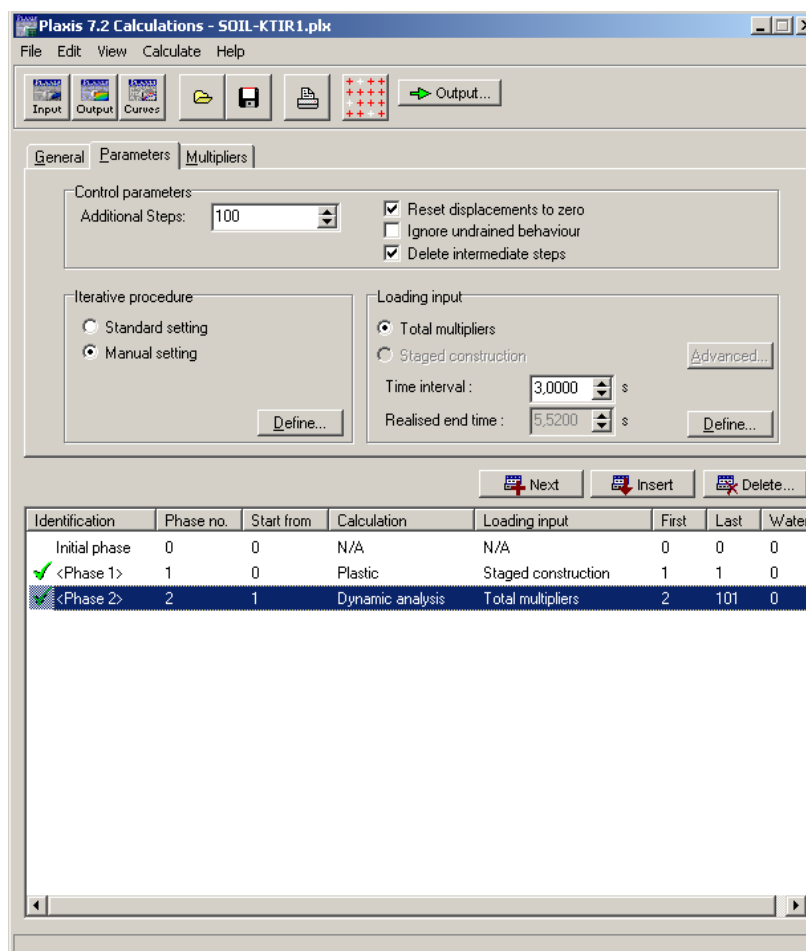 Plaxis 7.2 Calculations - SOIL-KTIR1.plx
File Edit View Calculate Help
Input Output Curves Output...
General Parameters Multipliers
Control parameters
Additional Steps: 100
Reset displacements to zero
Ignore undrained behaviour
Delete intermediate steps
Iterative procedure
Standard setting
Manual setting
Define...
Loading input
Total multipliers
Staged construction
Advanced...
Time interval : 3,0000 s
Realised end time : 5,5200 s
Define...
Next Insert Delete...
Identification Phase no. Start from Calculation Loading input First Last Water
Initial phase 0 0 N/A N/A 0 0 0
<Phase 1> 1 0 Plastic Staged construction 1 1 0
<Phase 2> 2 1 Dynamic analysis Total multipliers 2 101 0